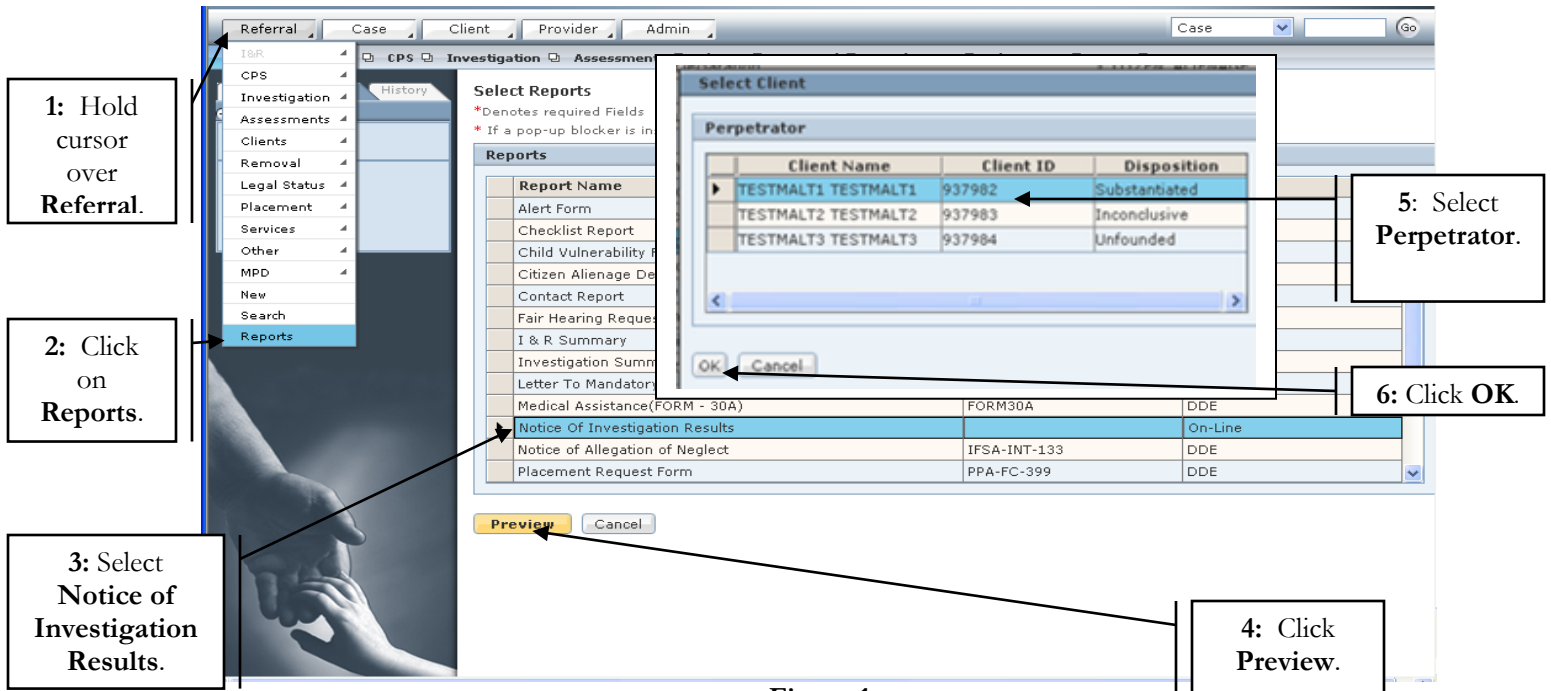 Referral Case Client Provider Admin Case Go
I&R CPS Investigation Assessment
CPS
Investigation
Assessments
Clients
Removal
Legal Status
Placement
Services
Other
MPD
New
Search
Reports
History
1: Hold
cursor
over
Referral.
2: Click
on
Reports.
3: Select
Notice of
Investigation
Results.
Select Reports
*Denotes required Fields
* If a pop-up blocker is in
Reports
Report Name
Alert Form
Checklist Report
Child Vulnerability
Citizen Alienage De
Contact Report
Fair Hearing Reques
I & R Summary
Investigation Summ
Letter To Mandatory
Medical Assistance(FORM - 30A) FORM30A DDE
Notice Of Investigation Results On-Line
Notice of Allegation of Neglect IFSA-INT-133 DDE
Placement Request Form PPA-FC-399 DDE
Preview Cancel
Select Client
Perpetrator
Client Name Client ID Disposition
TESTMALT1 TESTMALT1 937982 Substantiated
TESTMALT2 TESTMALT2 937983 Inconclusive
TESTMALT3 TESTMALT3 937984 Unfounded
OK Cancel
5: Select
Perpetrator.
6: Click OK.
4: Click
Preview.